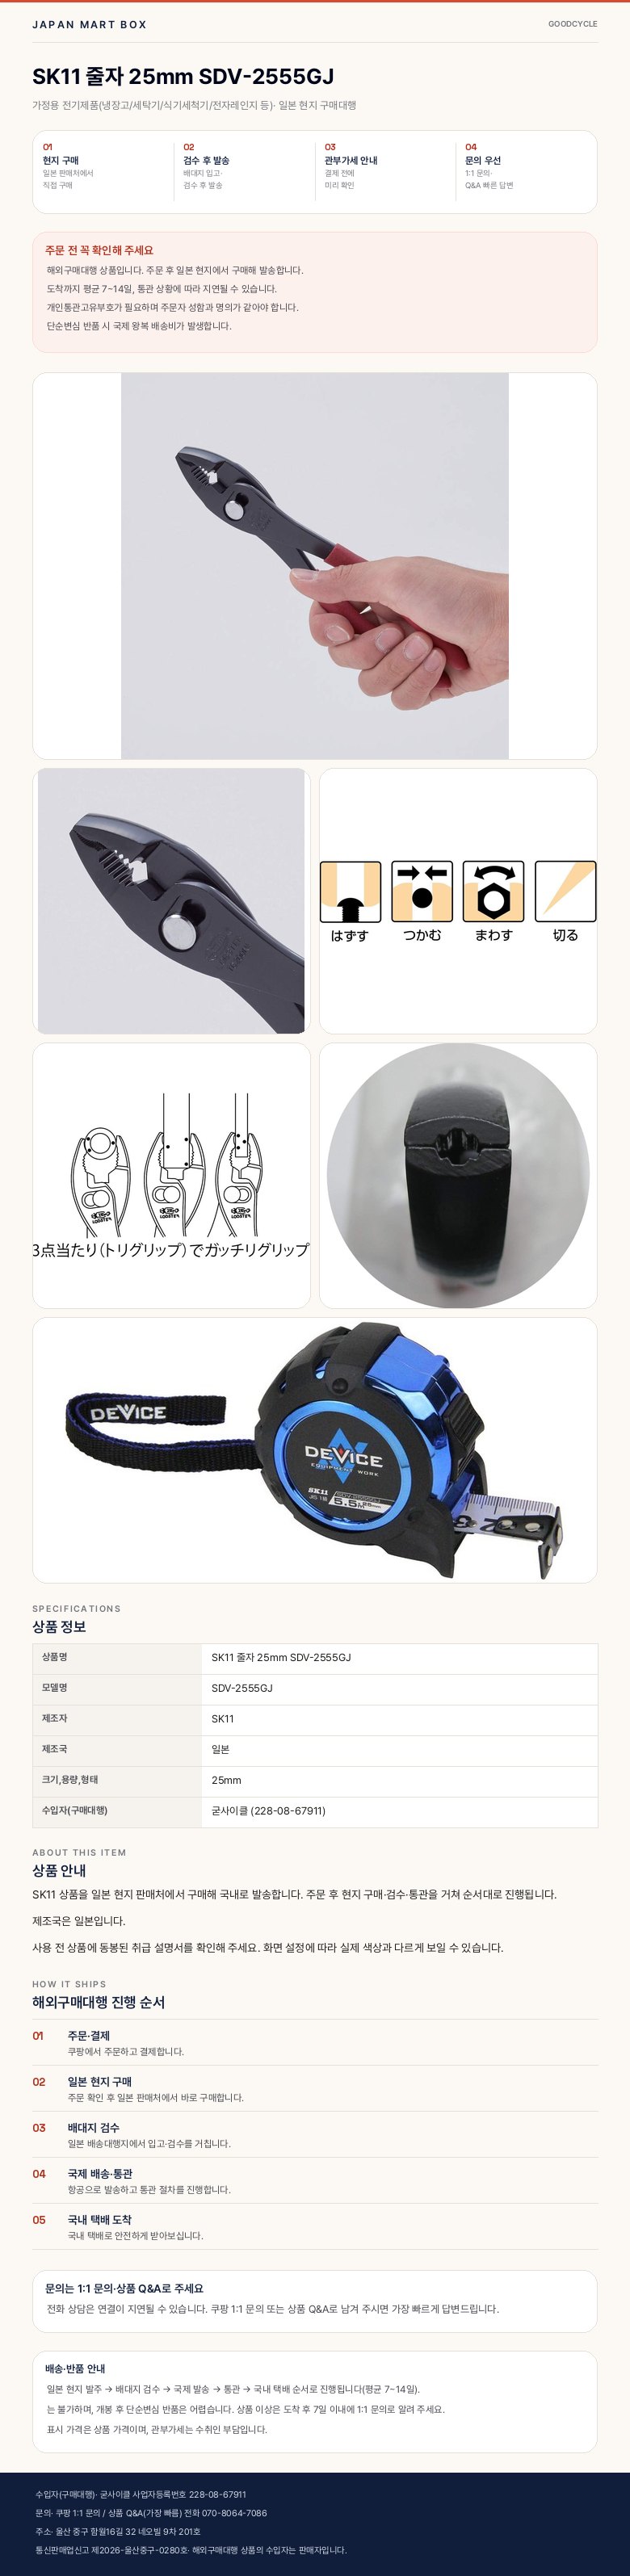 JAPAN MART BOX
GOODCYCLE
SK11 줄자 25mm SDV-2555GJ
가정용 전기제품(냉장고/세탁기/식기세척기/전자레인지 등)· 일본 현지 구매대행
01
현지 구매
일본 판매처에서
직접 구매
02
검수 후 발송
배대지 입고·
검수 후 발송
03
관부가세 안내
결제 전에
미리 확인
04
문의 우선
1:1 문의·
Q&A 빠른 답변
주문 전 꼭 확인해 주세요
해외구매대행 상품입니다. 주문 후 일본 현지에서 구매해 발송합니다.
도착까지 평균 7~14일, 통관 상황에 따라 지연될 수 있습니다.
개인통관고유부호가 필요하며 주문자 성함과 명의가 같아야 합니다.
단순변심 반품 시 국제 왕복 배송비가 발생합니다.
はずす
つかむ
まわす
切る
LOBSTER
LOBSTER
LOBSTER
3点当たり(トリグリップ)でガッチリグリップ
DEVICE
DEVICE
EQUIPMENT WORK
SK11
JIS 1級
5.5m
SPECIFICATIONS
상품 정보
상품명
SK11 줄자 25mm SDV-2555GJ
모델명
SDV-2555GJ
제조자
SK11
제조국
일본
크기,용량,형태
25mm
수입자(구매대행)
굳사이클 (228-08-67911)
ABOUT THIS ITEM
상품 안내
SK11 상품을 일본 현지 판매처에서 구매해 국내로 발송합니다. 주문 후 현지 구매·검수·통관을 거쳐 순서대로 진행됩니다.
제조국은 일본입니다.
사용 전 상품에 동봉된 취급 설명서를 확인해 주세요. 화면 설정에 따라 실제 색상과 다르게 보일 수 있습니다.
HOW IT SHIPS
해외구매대행 진행 순서
01
주문·결제
쿠팡에서 주문하고 결제합니다.
02
일본 현지 구매
주문 확인 후 일본 판매처에서 바로 구매합니다.
03
배대지 검수
일본 배송대행지에서 입고·검수를 거칩니다.
04
국제 배송·통관
항공으로 발송하고 통관 절차를 진행합니다.
05
국내 택배 도착
국내 택배로 안전하게 받아보십니다.
문의는 1:1 문의·상품 Q&A로 주세요
전화 상담은 연결이 지연될 수 있습니다. 쿠팡 1:1 문의 또는 상품 Q&A로 남겨 주시면 가장 빠르게 답변드립니다.
배송·반품 안내
일본 현지 발주 → 배대지 검수 → 국제 발송 → 통관 → 국내 택배 순서로 진행됩니다(평균 7~14일).
는 불가하며, 개봉 후 단순변심 반품은 어렵습니다. 상품 이상은 도착 후 7일 이내에 1:1 문의로 알려 주세요.
표시 가격은 상품 가격이며, 관부가세는 수취인 부담입니다.
수입자(구매대행)· 굳사이클 사업자등록번호 228-08-67911
문의· 쿠팡 1:1 문의 / 상품 Q&A(가장 빠름) 전화 070-8064-7086
주소· 울산 중구 함월16길 32 네오빌 9차 201호
통신판매업신고 제2026-울산중구-0280호· 해외구매대행 상품의 수입자는 판매자입니다.